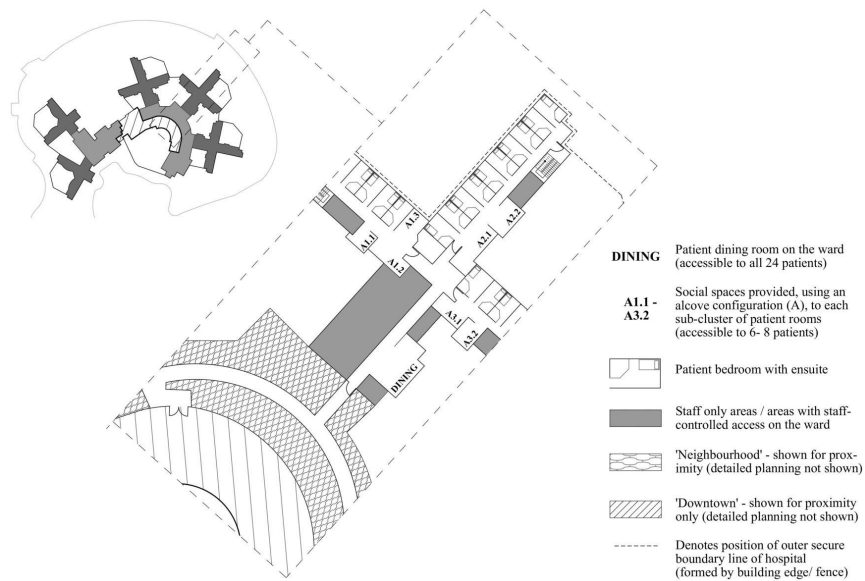 A1.1
A1.2
A1.3
A2.1
A2.2
A3.1
A3.2
DINING
DINING
Patient dining room on the ward
(accessible to all 24 patients)
A1.1 -
A3.2
Social spaces provided, using an
alcove configuration (A), to each
sub-cluster of patient rooms
(accessible to 6- 8 patients)
Patient bedroom with ensuite
Staff only areas / areas with staff-
controlled access on the ward
'Neighbourhood' - shown for prox-
imity (detailed planning not shown)
'Downtown' - shown for proximity
only (detailed planning not shown)
Denotes position of outer secure
boundary line of hospital
(formed by building edge/ fence)